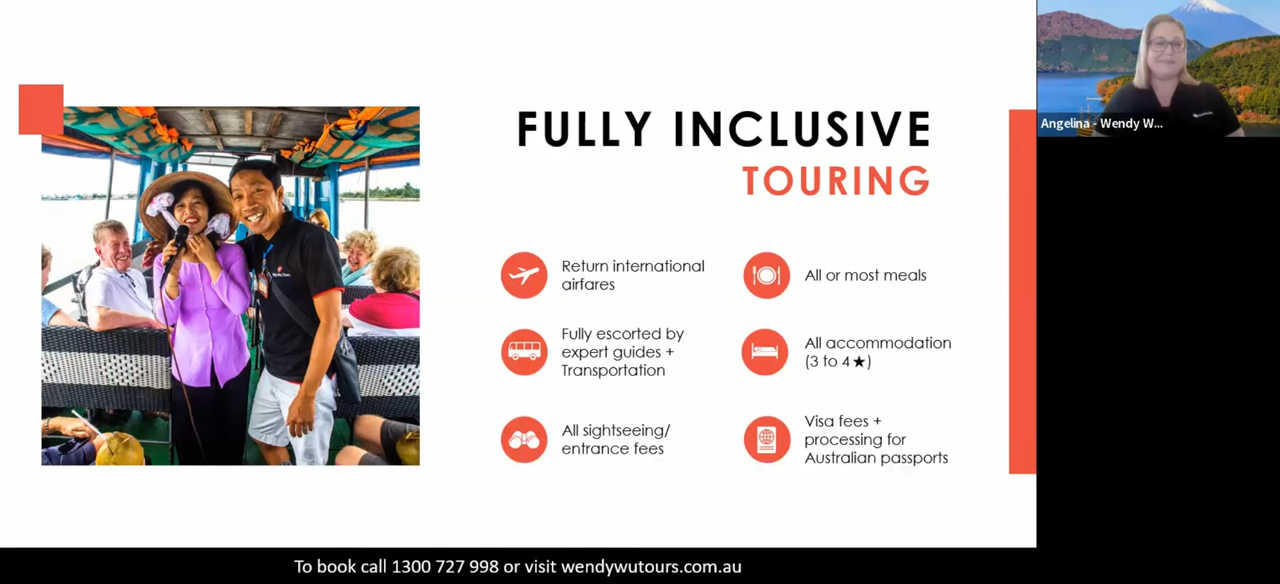 FULLY INCLUSIVE
TOURING
Return international
airfares
Fully escorted by
expert guides +
Transportation
All sightseeing/
entrance fees
All or most meals
All accommodation
(3 to 4★)
Visa fees +
processing for
Australian passports
Angelina - Wendy W...
To book call 1300 727 998 or visit wendywutours.com.au